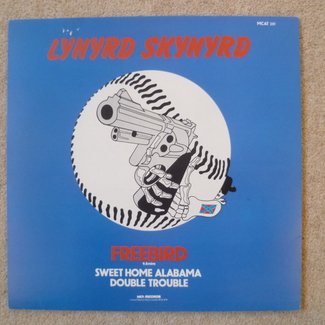 MCAT 251
LYNYRD SKYNYRD
FREEBIRD
SWEET HOME ALABAMA
DOUBLE TROUBLE
MCA RECORDS